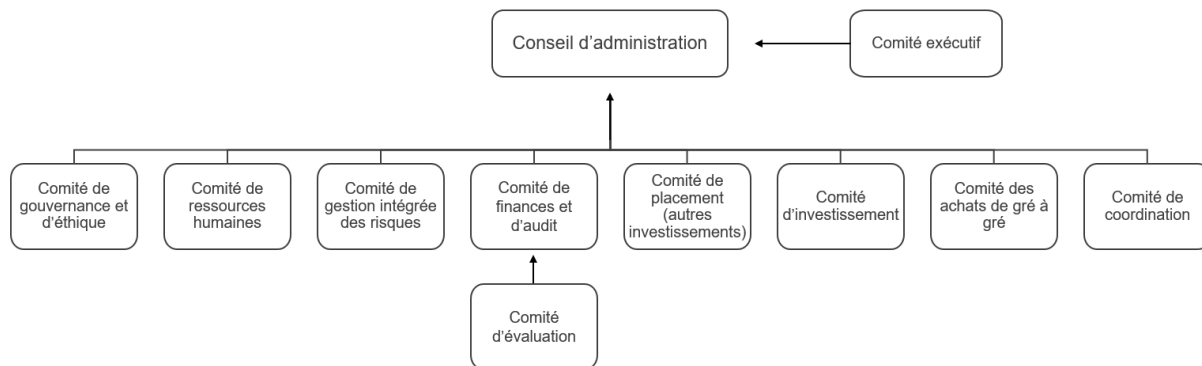 Conseil d'administration
Comité exécutif
Comité de
gouvernance et
d'éthique
Comité de
ressources
humaines
Comité de
gestion intégrée
des risques
Comité de
finances et
d'audit
Comité de
placement
(autres
investissements)
Comité
d'investissement
Comité des
achats de gré à
gré
Comité de
coordination
Comité
d'évaluation